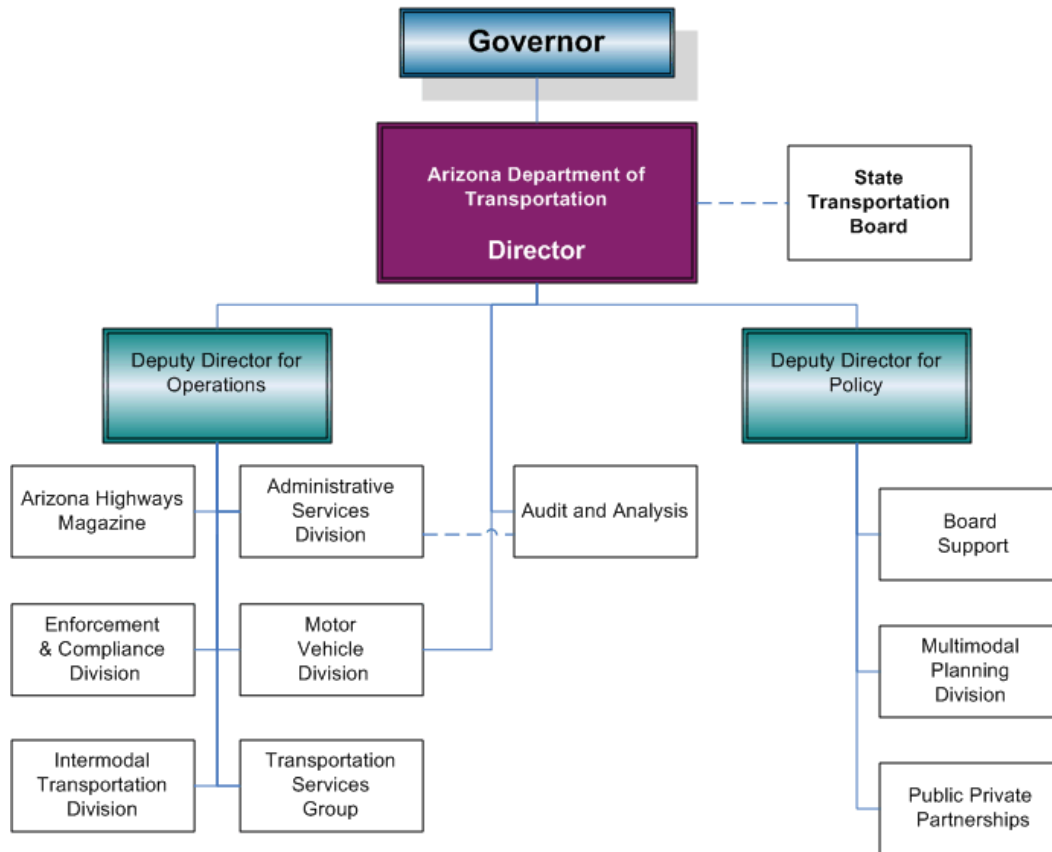 Governor
Arizona Department of
Transportation
Director
State
Transportation
Board
Deputy Director for
Operations
Deputy Director for
Policy
Arizona Highways
Magazine
Administrative
Services
Division
Audit and Analysis
Board
Support
Enforcement
& Compliance
Division
Motor
Vehicle
Division
Multimodal
Planning
Division
Intermodal
Transportation
Division
Transportation
Services
Group
Public Private
Partnerships